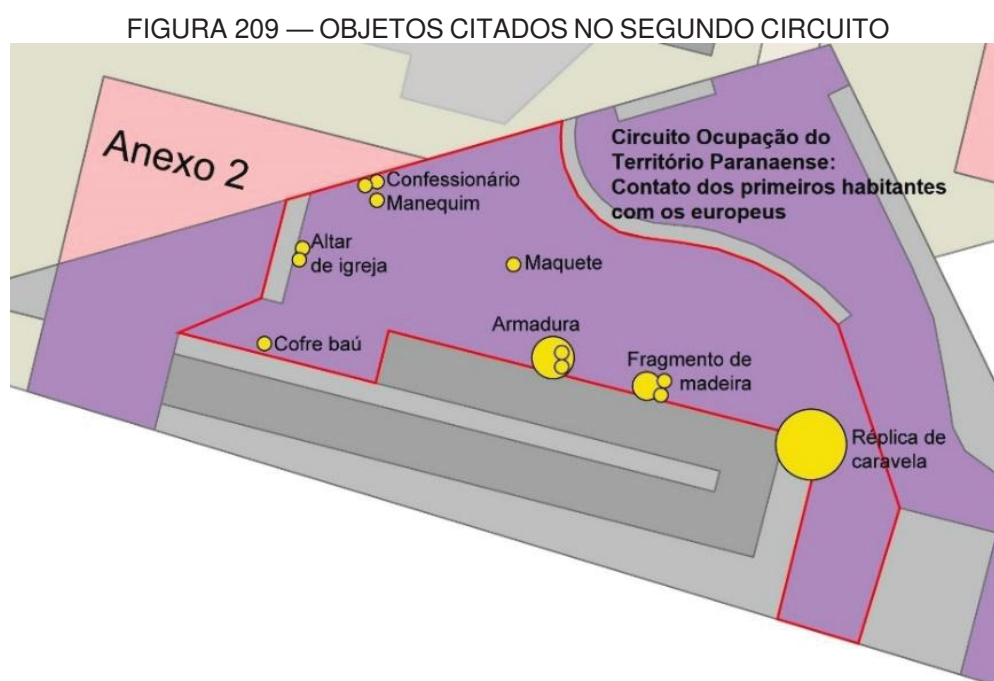 FIGURA 209 — OBJETOS CITADOS NO SEGUNDO CIRCUITO
Anexo 2
Circuito Ocupação do
Território Paranaense:
Contato dos primeiros habitantes
com os europeus
Confessionário
Manequim
Altar
de igreja
Maquete
Cofre baú
Armadura
Fragmento de
madeira
Réplica de
caravela